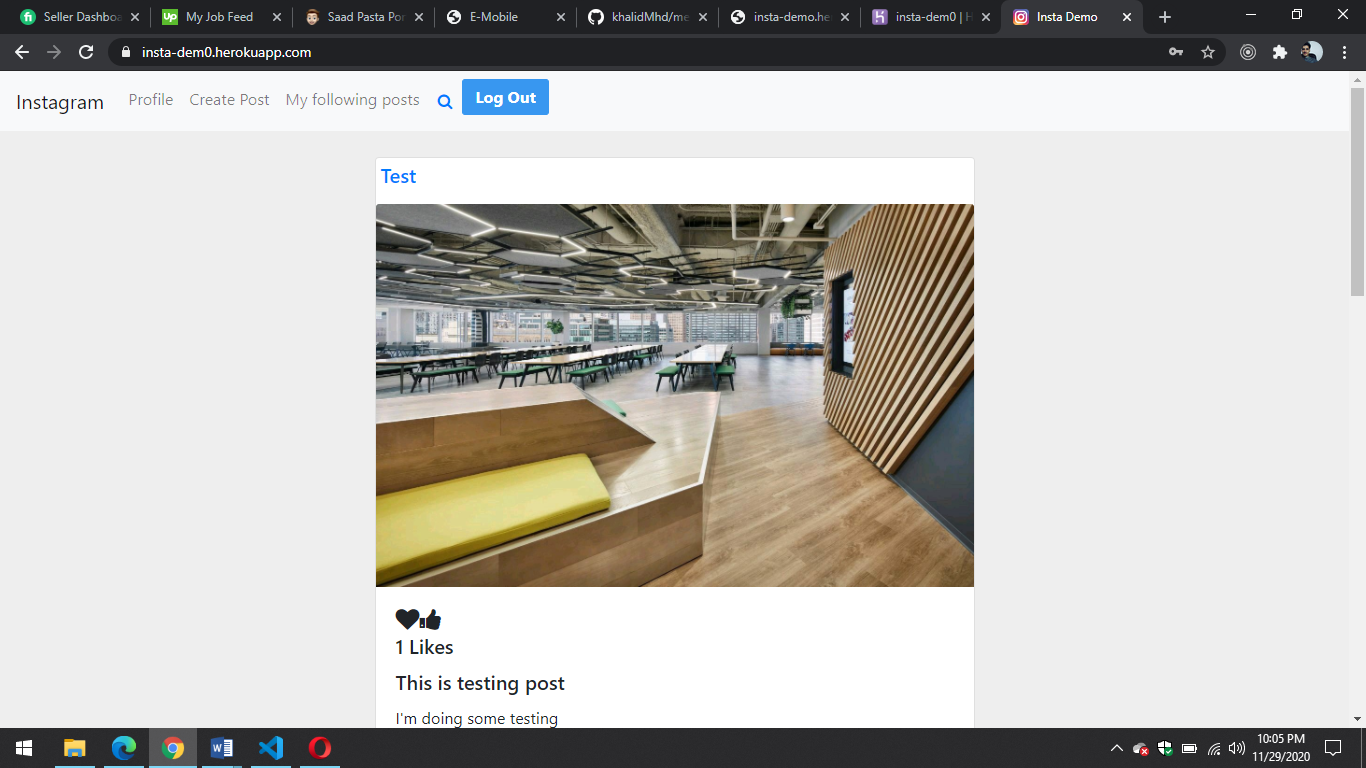 Seller Dashboa
My Job Feed
Saad Pasta Por
E-Mobile
khalidMhd/me
insta-demo.he
insta-dem0 | H
Insta Demo
insta-dem0.herokuapp.com
Instagram
Profile
Create Post
My following posts
Log Out
Test
1 Likes
This is testing post
I'm doing some testing
10:05 PM
11/29/2020